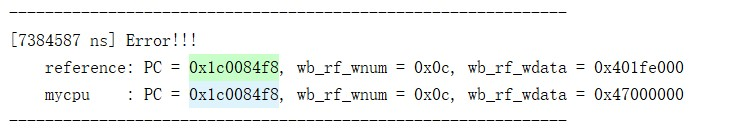 --------------------------------------------------------------
[7384587 ns] Error!!!
    reference: PC = 0x1c0084f8, wb_rf_wnum = 0x0c, wb_rf_wdata = 0x401fe000
    mycpu    : PC = 0x1c0084f8, wb_rf_wnum = 0x0c, wb_rf_wdata = 0x47000000
--------------------------------------------------------------